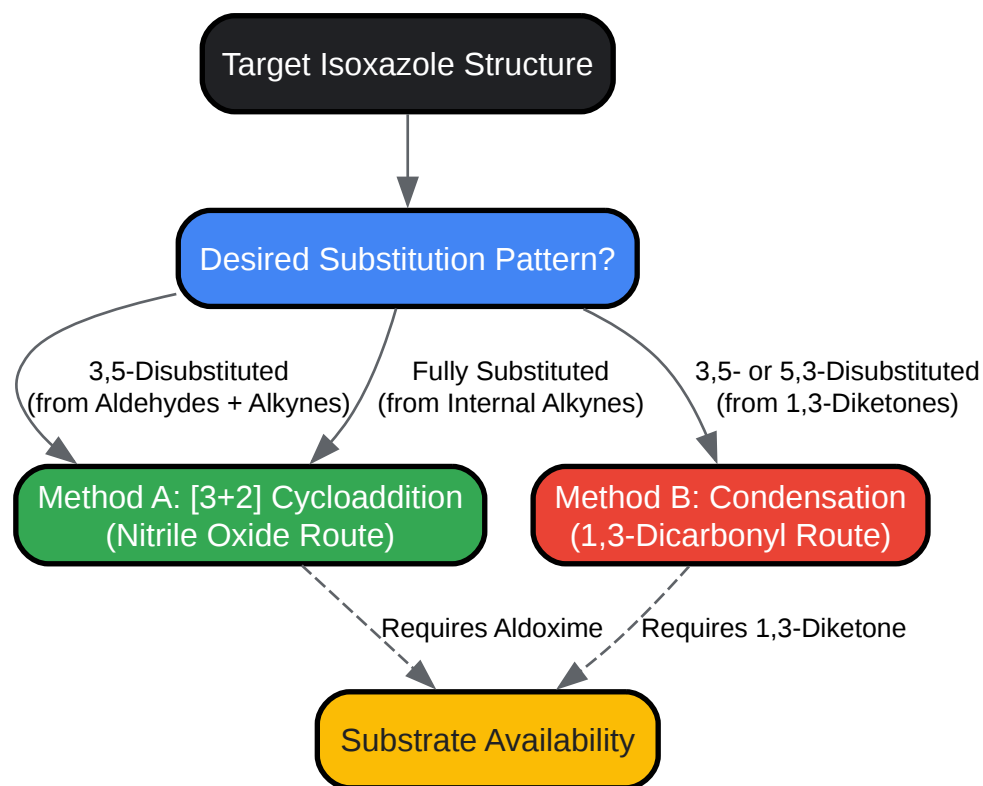 Target Isoxazole Structure
Desired Substitution Pattern?
3,5-Disubstituted
(from Aldehydes + Alkynes)
Fully Substituted
(from Internal Alkynes)
3,5- or 5,3-Disubstituted
(from 1,3-Diketones)
Method A: [3+2] Cycloaddition
(Nitrile Oxide Route)
Method B: Condensation
(1,3-Dicarbonyl Route)
Requires Aldoxime
Requires 1,3-Diketone
Substrate Availability